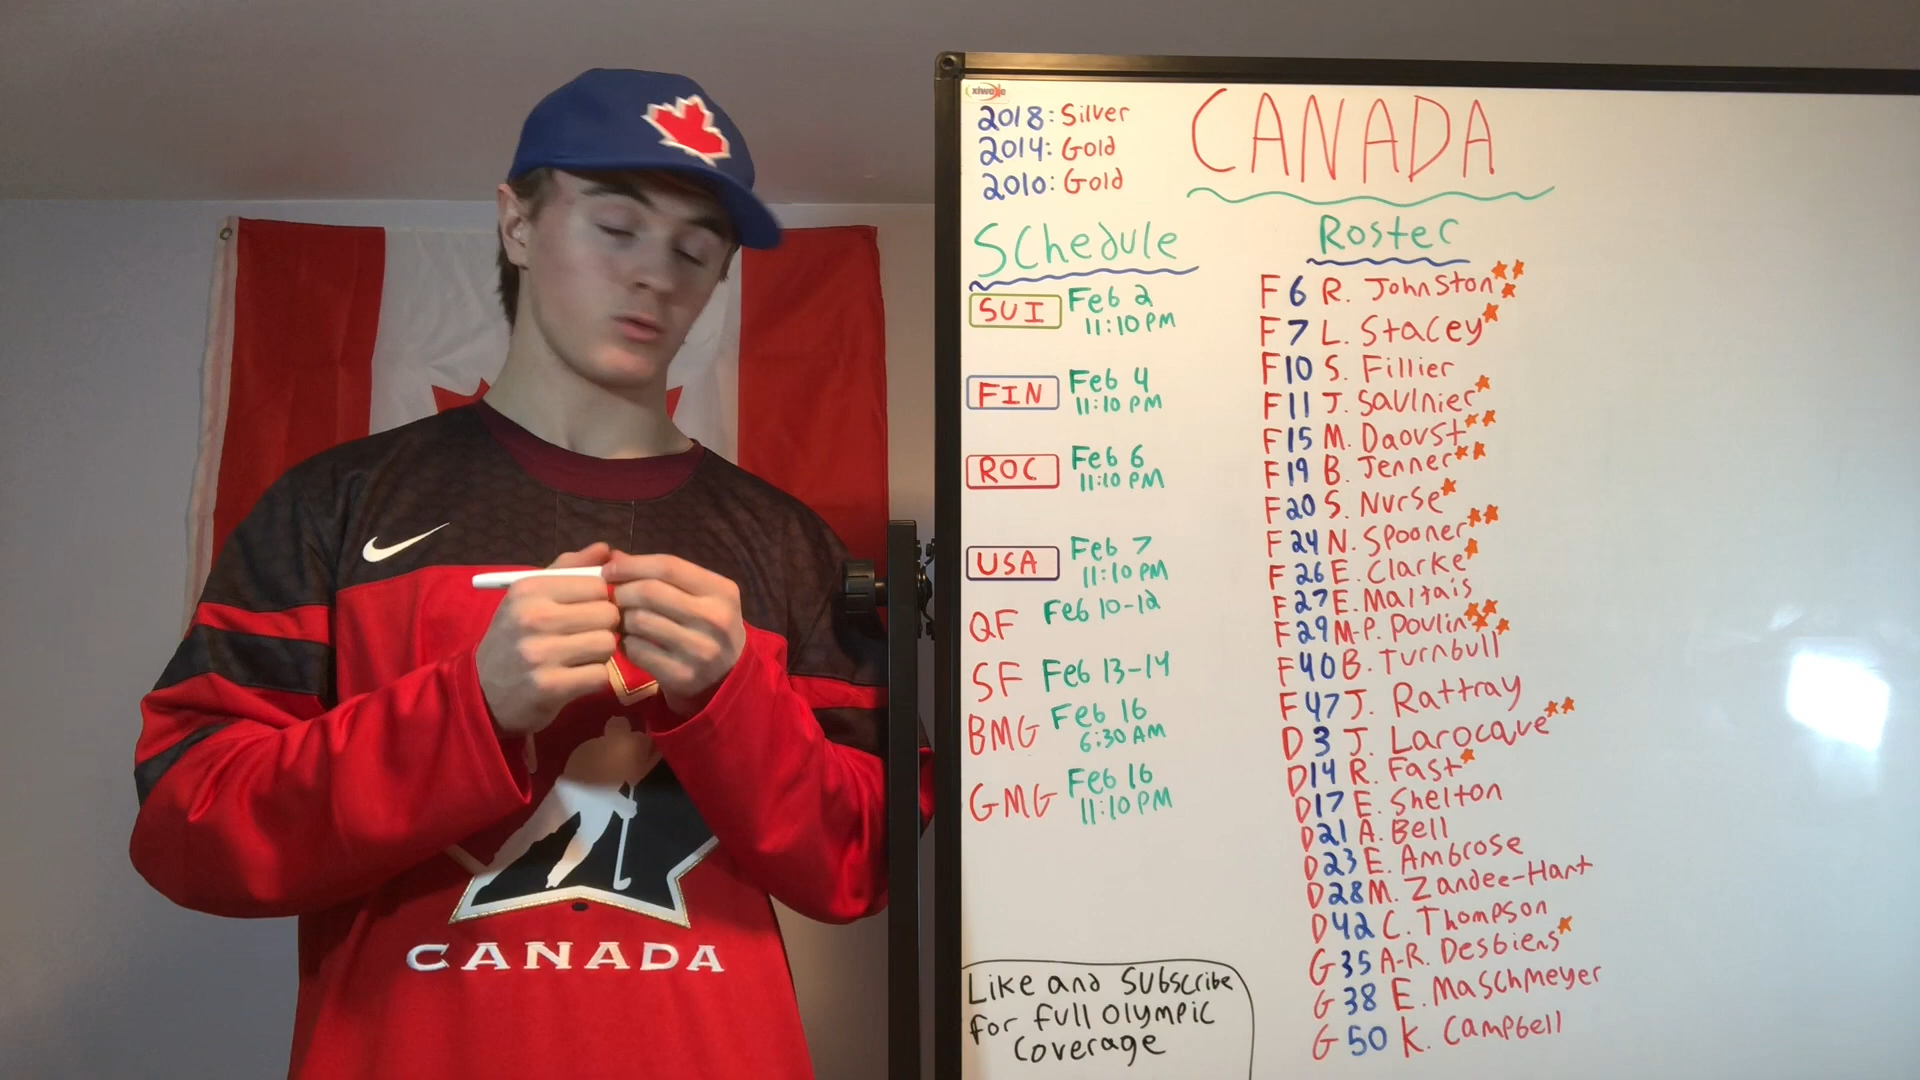 CANADA
xiwode
2018: Silver
2014: Gold
2010: Gold
CANADA
Schedule
SUI Feb 2
11:10 PM
FIN Feb 4
11:10 PM
ROC Feb 6
11:10 PM
USA Feb 7
11:10 PM
QF Feb 10-12
SF Feb 13-14
BMG Feb 16
6:30 AM
GMG Feb 16
11:10 PM
Like and Subscribe
for full Olympic
Coverage
Roster
F 6 R. Johnston
F 7 L. Stacey
F 10 S. Fillier
F 11 J. Saulnier
F 15 M. Daoust
F 19 B. Jenner
F 20 S. Nurse
F 24 N. Spooner
F 26 E. Clarke
F 27 E. Maltais
F 29 M-P. Poulin
F 40 B. Turnbull
F 47 J. Rattray
D 3 J. Larocque
D 14 R. Fast
D 17 E. Shelton
D 21 A. Bell
D 23 E. Ambrose
D 28 M. Zandee-Hart
D 42 C. Thompson
G 35 A-R. Desbiens
G 38 E. Maschmeyer
G 50 K. Campbell